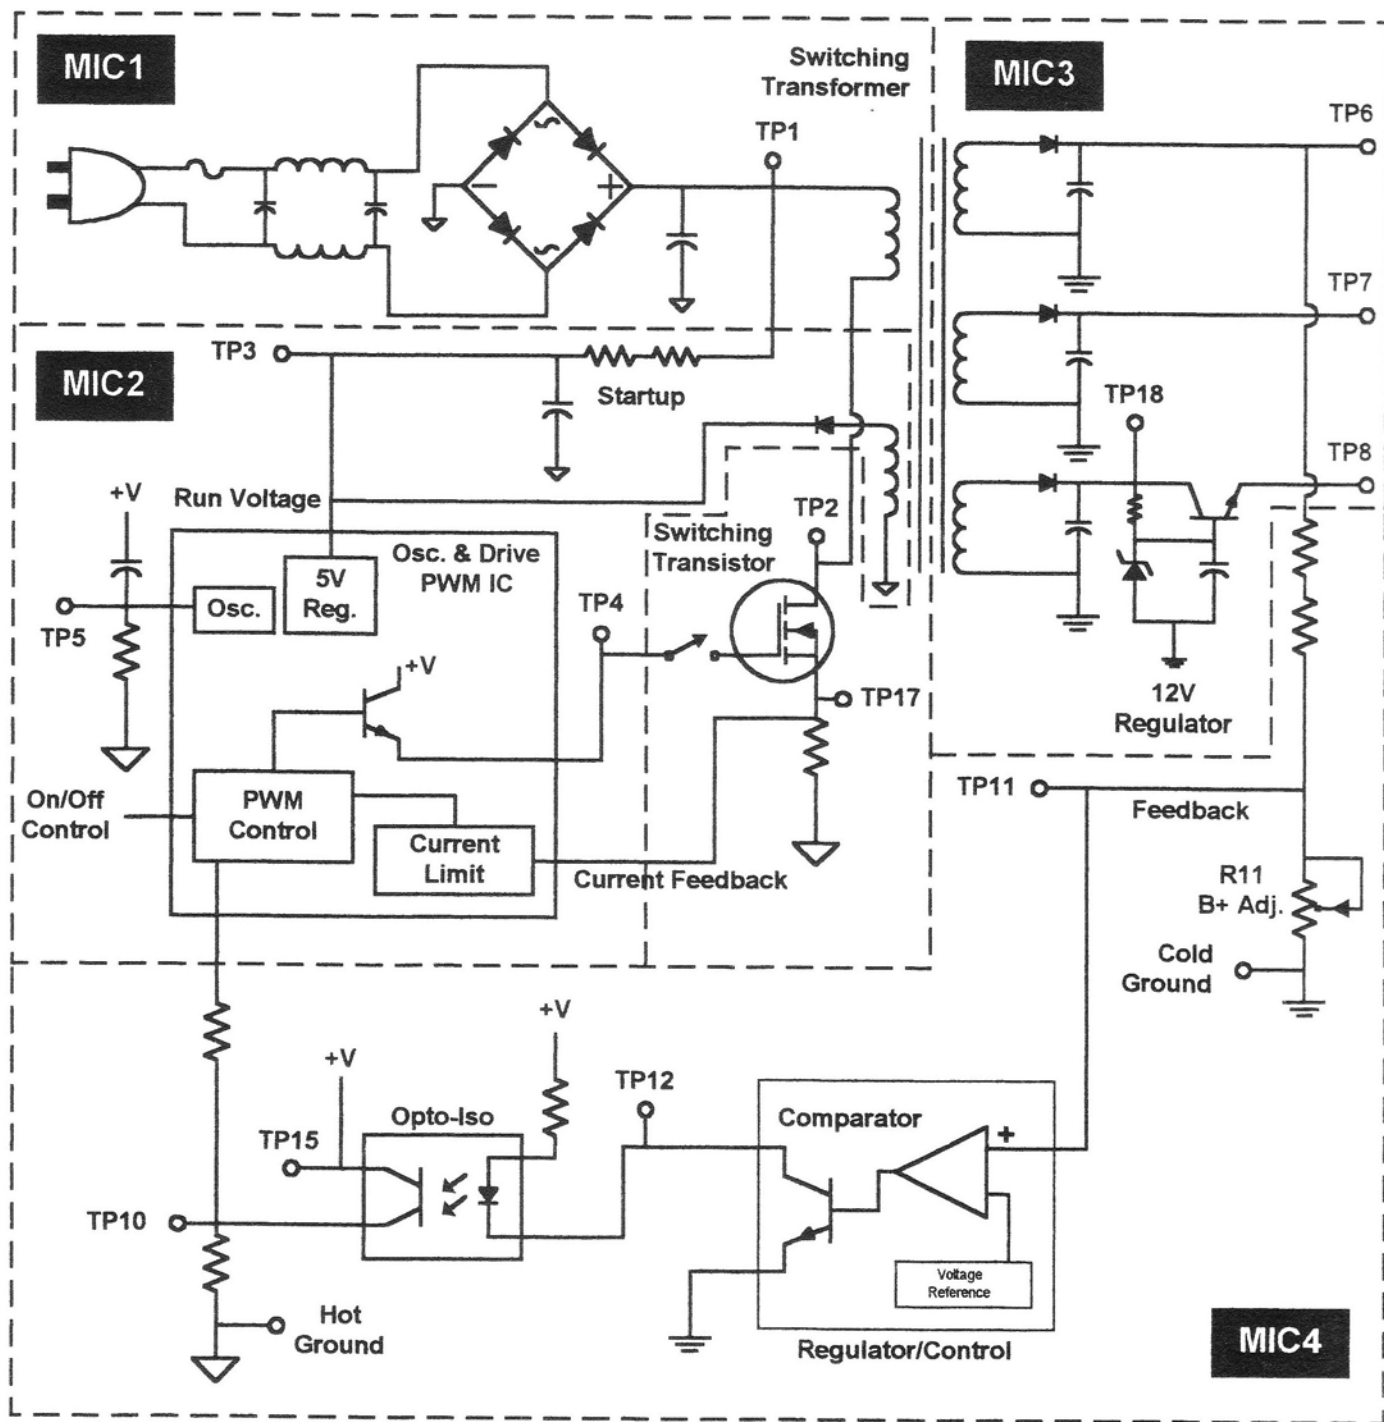 MIC1
Switching
Transformer
TP1
MIC3
TP6
TP7
TP3
MIC2
Startup
TP18
TP8
+V
Run Voltage
TP2
Switching
Transistor
Osc. & Drive
PWM IC
5V
Reg.
Osc.
TP5
TP4
+V
TP17
12V
Regulator
TP11
Feedback
On/Off
Control
PWM
Control
Current
Limit
Current Feedback
R11
B+ Adj.
Cold
Ground
+V
+V
TP12
Opto-Iso
Comparator
+
TP15
TP10
Voltage
Reference
Hot
Ground
Regulator/Control
MIC4